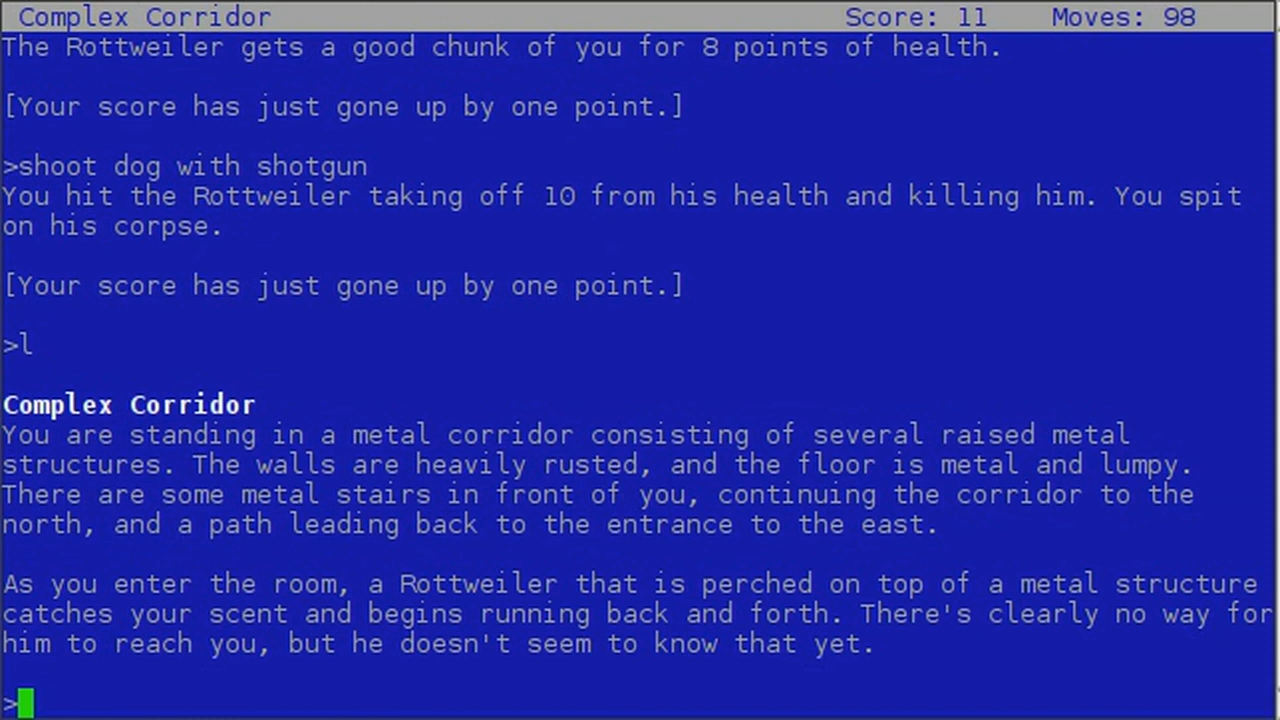 Complex Corridor Score: 11 Moves: 98
The Rottweiler gets a good chunk of you for 8 points of health.
[Your score has just gone up by one point.]
>shoot dog with shotgun
You hit the Rottweiler taking off 10 from his health and killing him. You spit
on his corpse.
[Your score has just gone up by one point.]
>l
Complex Corridor
You are standing in a metal corridor consisting of several raised metal
structures. The walls are heavily rusted, and the floor is metal and lumpy.
There are some metal stairs in front of you, continuing the corridor to the
north, and a path leading back to the entrance to the east.
As you enter the room, a Rottweiler that is perched on top of a metal structure
catches your scent and begins running back and forth. There's clearly no way for
him to reach you, but he doesn't seem to know that yet.
>